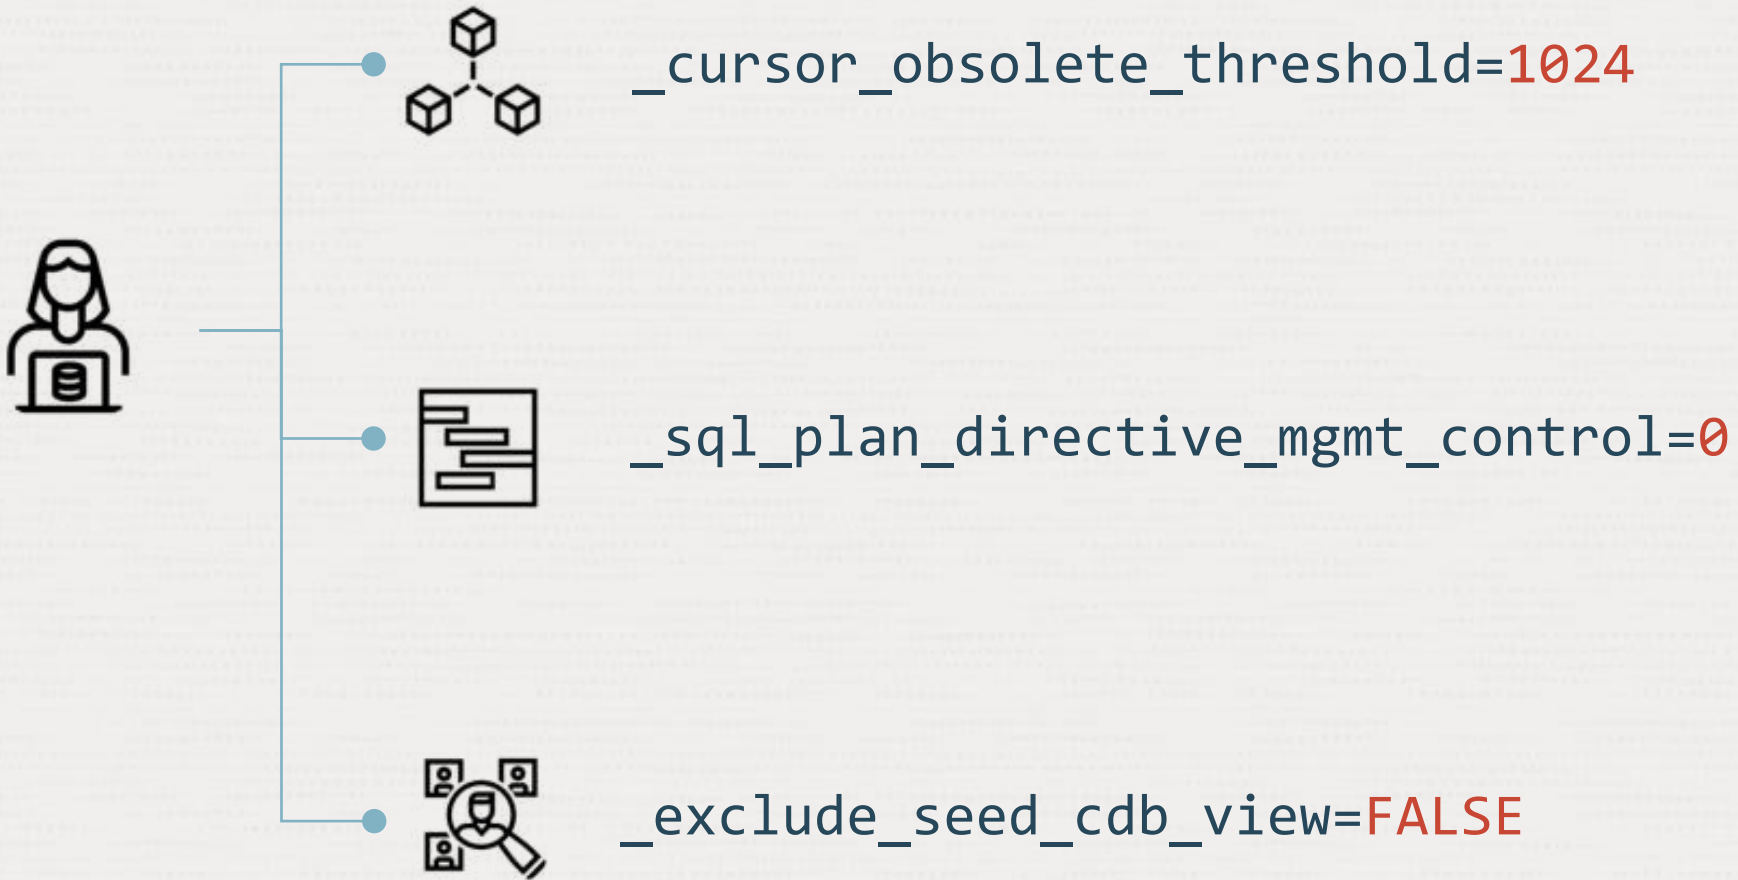 _cursor_obsolete_threshold=1024
_sql_plan_directive_mgmt_control=0
_exclude_seed_cdb_view=FALSE